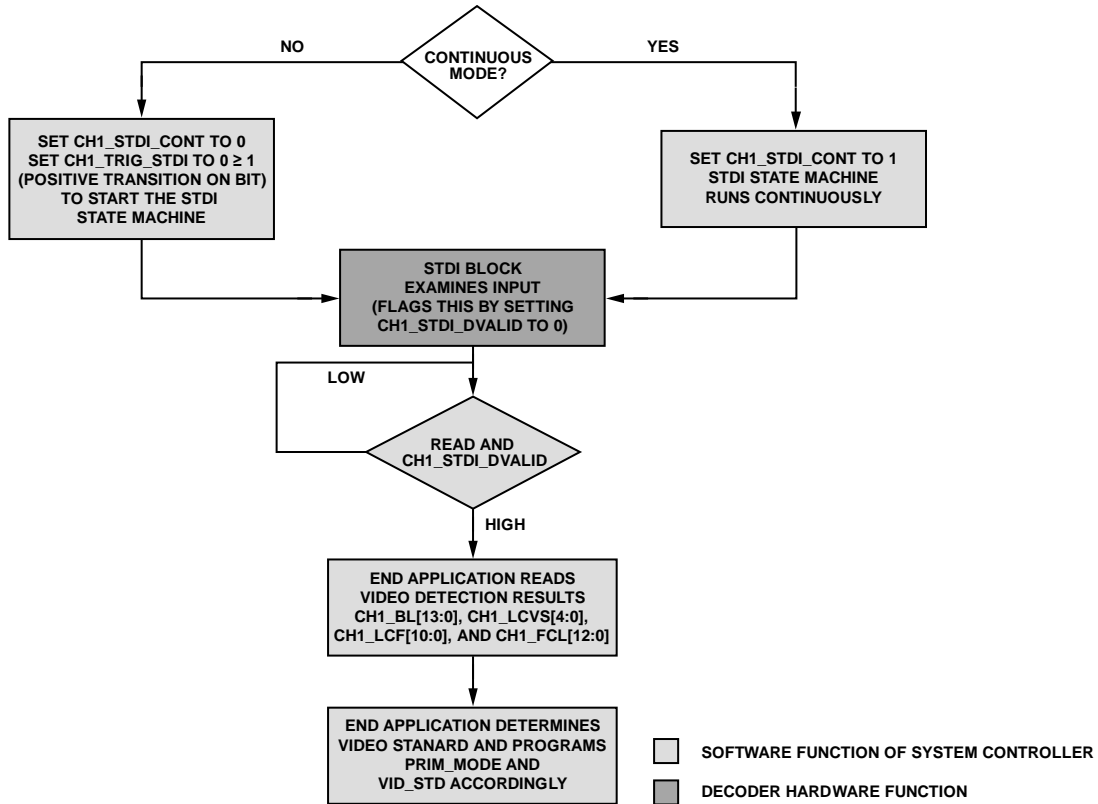 NO
CONTINUOUS
MODE?
YES
SET CH1_STDI_CONT TO 0
SET CH1_TRIG_STDI TO 0 ≥ 1
(POSITIVE TRANSITION ON BIT)
TO START THE STDI
STATE MACHINE
SET CH1_STDI_CONT TO 1
STDI STATE MACHINE
RUNS CONTINUOUSLY
STDI BLOCK
EXAMINES INPUT
(FLAGS THIS BY SETTING
CH1_STDI_DVALID TO 0)
LOW
READ AND
CH1_STDI_DVALID
HIGH
END APPLICATION READS
VIDEO DETECTION RESULTS
CH1_BL[13:0], CH1_LCVS[4:0],
CH1_LCF[10:0], AND CH1_FCL[12:0]
END APPLICATION DETERMINES
VIDEO STANARD AND PROGRAMS
PRIM_MODE AND
VID_STD ACCORDINGLY
SOFTWARE FUNCTION OF SYSTEM CONTROLLER
DECODER HARDWARE FUNCTION